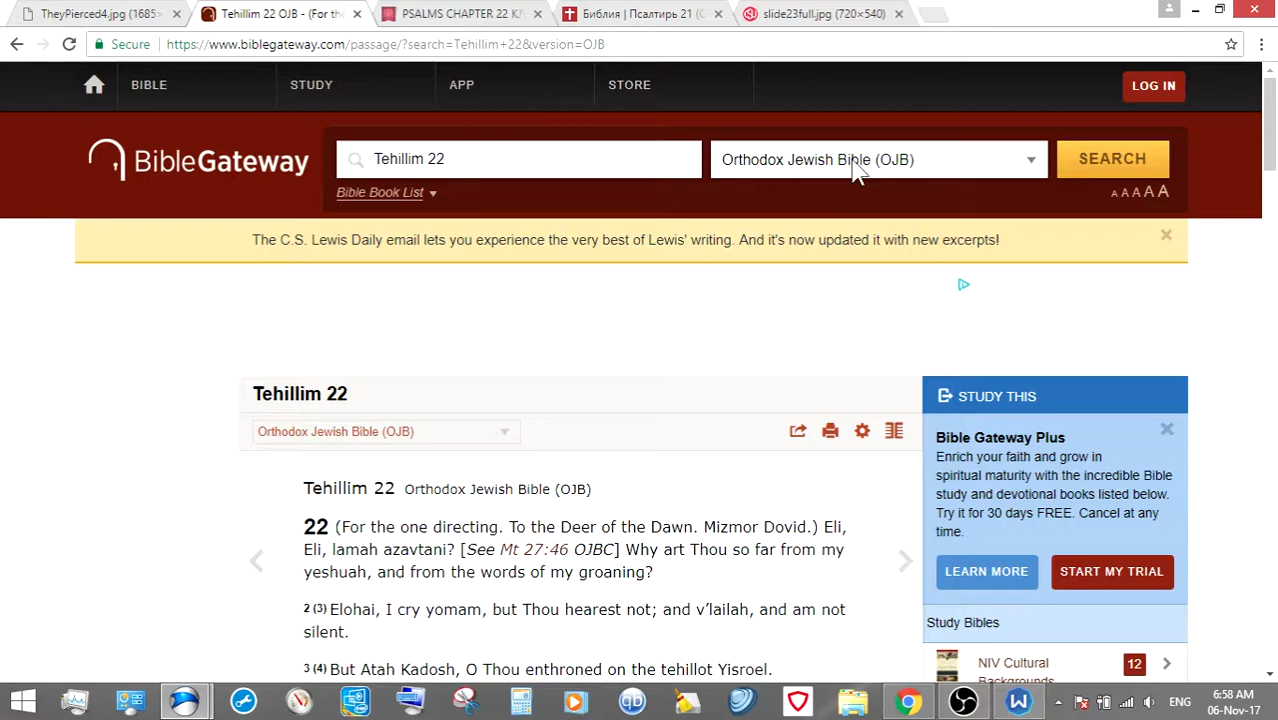 TheyPierced4.jpg (1685×
Tehillim 22 OJB - (For th
PSALMS CHAPTER 22 KJ
Библия | Псалтирь 21 (
slide23full.jpg (720×540)
Secure
https://www.biblegateway.com/passage/?search=Tehillim+22&version=OJB
BIBLE
STUDY
APP
STORE
LOG IN
BibleGateway
Tehillim 22
Orthodox Jewish Bible (OJB)
SEARCH
Bible Book List
A A A A A
The C.S. Lewis Daily email lets you experience the very best of Lewis' writing. And it's now updated it with new excerpts!
Tehillim 22
Orthodox Jewish Bible (OJB)
Tehillim 22 Orthodox Jewish Bible (OJB)
22 (For the one directing. To the Deer of the Dawn. Mizmor Dovid.) Eli,
Eli, lamah azavtani? [See Mt 27:46 OJBC] Why art Thou so far from my
yeshuah, and from the words of my groaning?
2 (3) Elohai, I cry yomam, but Thou hearest not; and v'lailah, and am not
silent.
3 (4) But Atah Kadosh, O Thou enthroned on the tehillot Yisroel.
STUDY THIS
Bible Gateway Plus
Enrich your faith and grow in
spiritual maturity with the incredible Bible
study and devotional books listed below.
Try it for 30 days FREE. Cancel at any
time.
LEARN MORE
START MY TRIAL
Study Bibles
NIV Cultural
Backgrounds
12
qb
W
ENG
6:58 AM
06-Nov-17